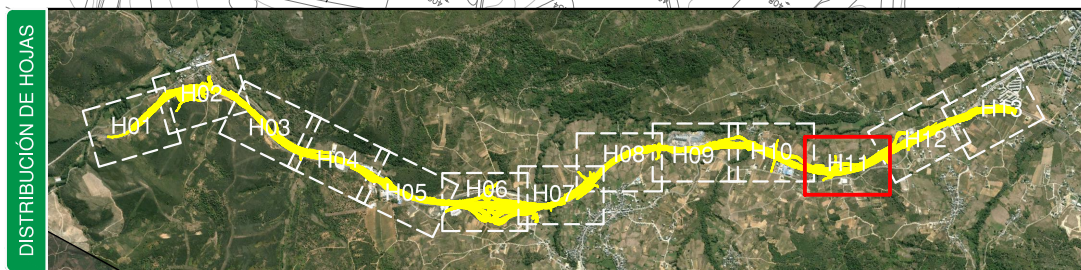 DISTRIBUCIÓN DE HOJAS
H01
H02
H03
H04
H05
H06
H07
H08
H09
H10
H11
H12
H13